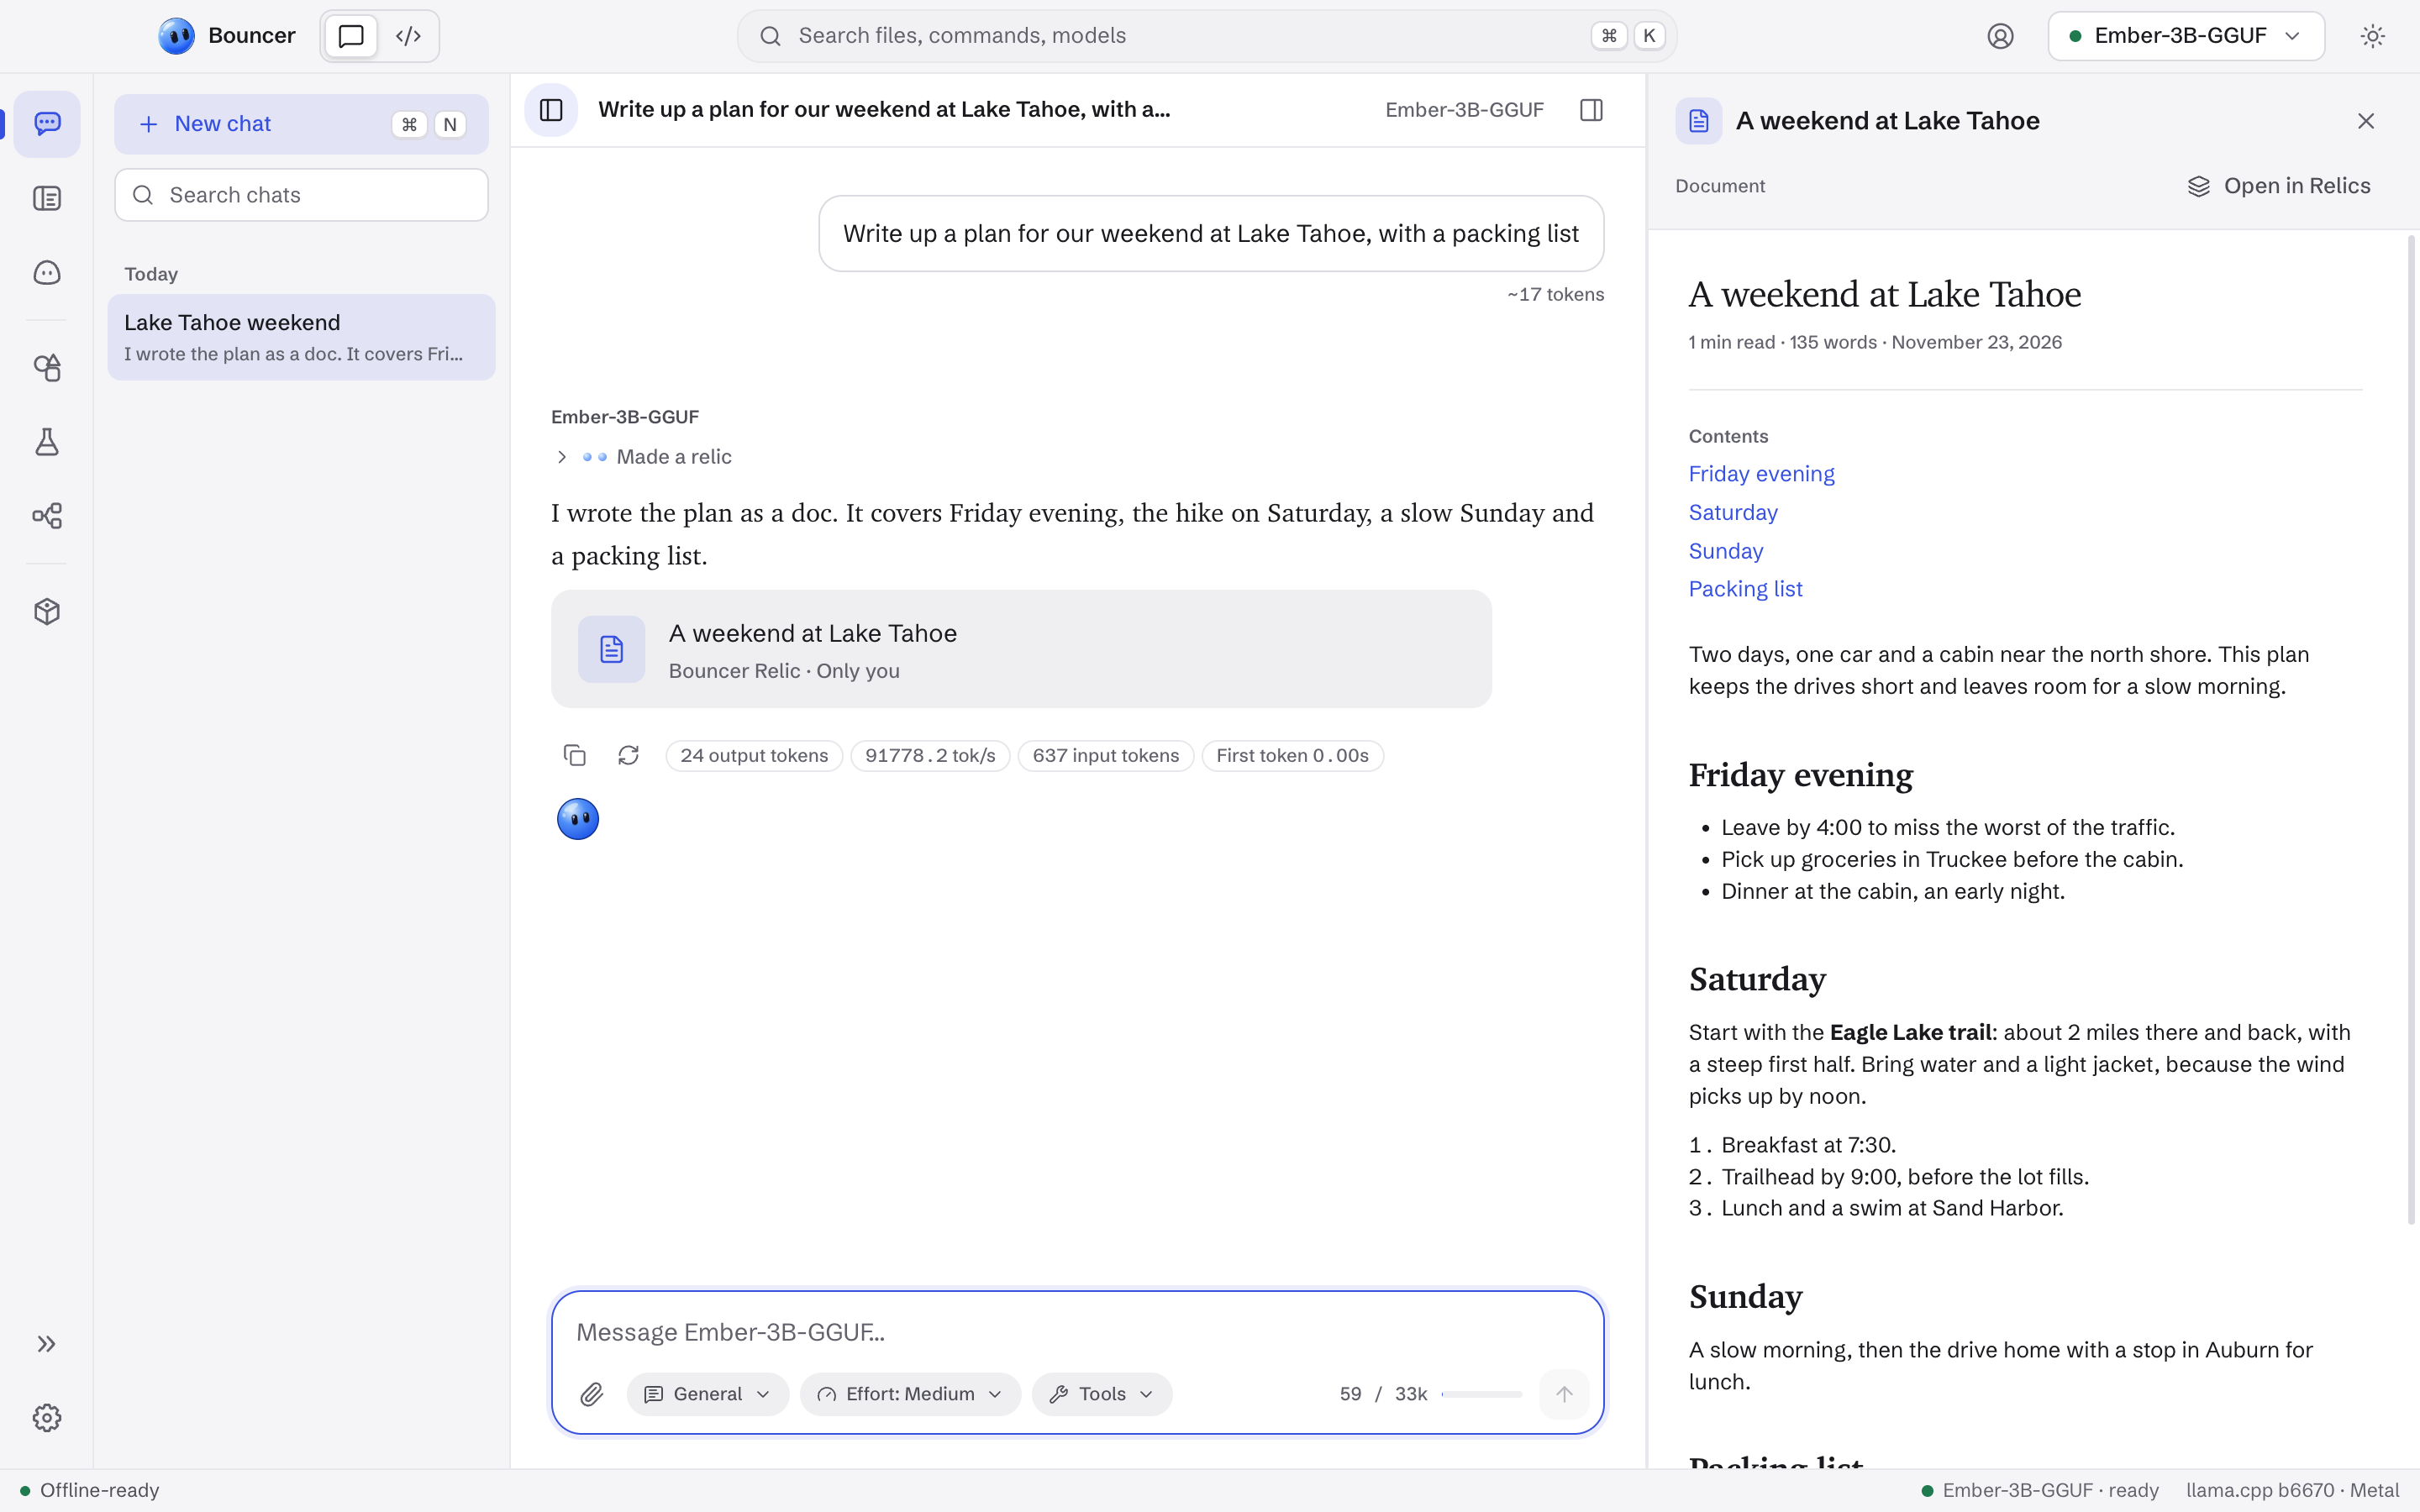 Bouncer
Search files, commands, models
⌘ K
Ember-3B-GGUF
New chat
⌘ N
Search chats
Today
Lake Tahoe weekend
I wrote the plan as a doc. It covers Fri...
Write up a plan for our weekend at Lake Tahoe, with a...
Ember-3B-GGUF
Write up a plan for our weekend at Lake Tahoe, with a packing list
~17 tokens
Ember-3B-GGUF
Made a relic
I wrote the plan as a doc. It covers Friday evening, the hike on Saturday, a slow Sunday and
a packing list.
A weekend at Lake Tahoe
Bouncer Relic · Only you
24 output tokens
91778.2 tok/s
637 input tokens
First token 0.00s
Message Ember-3B-GGUF...
General
Effort: Medium
Tools
59 / 33k
A weekend at Lake Tahoe
Document
Open in Relics
A weekend at Lake Tahoe
1 min read · 135 words · November 23, 2026
Contents
Friday evening
Saturday
Sunday
Packing list
Two days, one car and a cabin near the north shore. This plan
keeps the drives short and leaves room for a slow morning.
Friday evening
• Leave by 4:00 to miss the worst of the traffic.
• Pick up groceries in Truckee before the cabin.
• Dinner at the cabin, an early night.
Saturday
Start with the Eagle Lake trail: about 2 miles there and back, with
a steep first half. Bring water and a light jacket, because the wind
picks up by noon.
1. Breakfast at 7:30.
2. Trailhead by 9:00, before the lot fills.
3. Lunch and a swim at Sand Harbor.
Sunday
A slow morning, then the drive home with a stop in Auburn for
lunch.
Packing list
Offline-ready
Ember-3B-GGUF · ready
llama.cpp b6670 · Metal